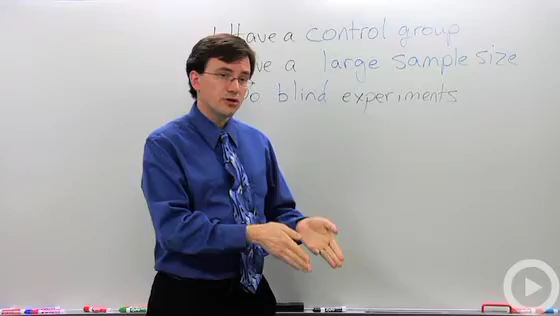 Have a control group
a large sample size
blind experiments